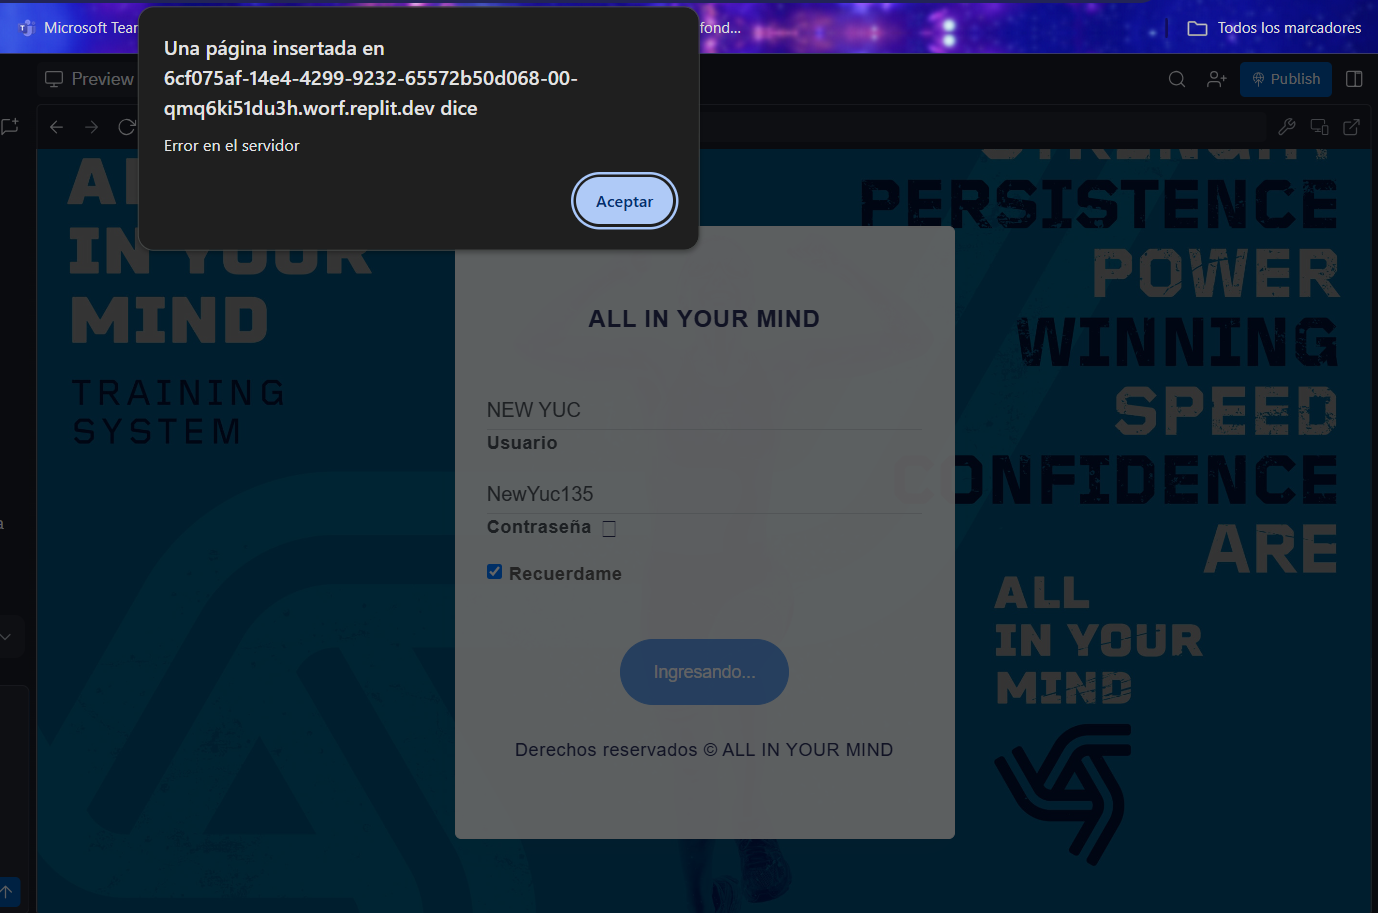 Microsoft Tean
fond...
Todos los marcadores
Una página insertada en
6cf075af-14e4-4299-9232-65572b50d068-00-
qmq6ki51du3h.worf.replit.dev dice
Error en el servidor
Aceptar
Preview
Publish
AL
IN YOUR
MIND
TRAINING
SYSTEM
STRENGHT
PERSISTENCE
POWER
WINNING
SPEED
CONFIDENCE
ARE
ALL
IN YOUR
MIND
ALL IN YOUR MIND
NEW YUC
Usuario
NewYuc135
Contraseña
Recuerdame
Ingresando...
Derechos reservados © ALL IN YOUR MIND
a